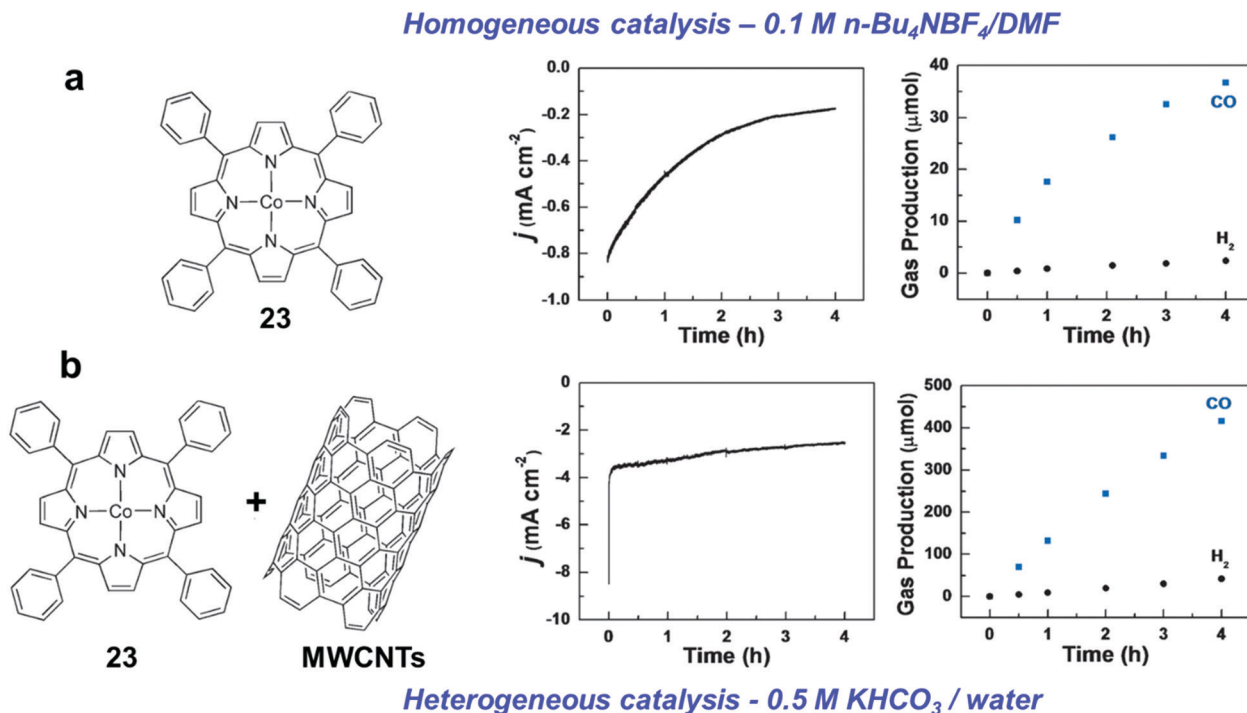 Homogeneous catalysis – 0.1 M n-Bu₄NBF₄/DMF
a
N
N
Co
N
N
23
0.0
-0.2
-0.4
-0.6
-0.8
-1.0
j (mA cm⁻²)
0 1 2 3 4
Time (h)
40
30
20
10
0
Gas Production (μmol)
CO
H₂
0 1 2 3 4
Time (h)
b
N
N
Co
N
N
23
+
MWCNTs
0
-2
-4
-6
-8
-10
j (mA cm⁻²)
0 1 2 3 4
Time (h)
500
400
300
200
100
0
Gas Production (μmol)
CO
H₂
0 1 2 3 4
Time (h)
Heterogeneous catalysis - 0.5 M KHCO₃ / water